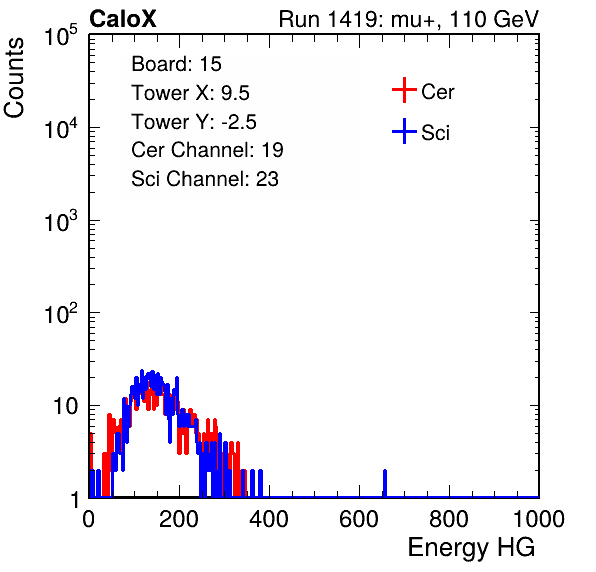 CaloX Run 1419: mu+, 110 GeV
Counts
Board: 15
Tower X: 9.5
Tower Y: -2.5
Cer Channel: 19
Sci Channel: 23
Cer
Sci
10^5
10^4
10^3
10^2
10
1
0 200 400 600 800 1000
Energy HG